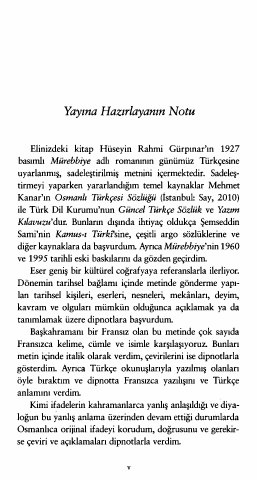 Yayına Hazırlayanın Notu
Elinizdeki kitap Hüseyin Rahmi Gürpınar'ın 1927
basımlı Mürebbiye adlı romanının günümüz Türkçesine
uyarlanmış, sadeleştirilmiş metnini içermektedir. Sadeleş-
tirmeyi yaparken yararlandığım temel kaynaklar Mehmet
Kanar'ın Osmanlı Türkçesi Sözlüğü (İstanbul: Say, 2010)
ile Türk Dil Kurumu'nun Güncel Türkçe Sözlük ve Yazım
Kılavuzu'dur. Bunların dışında ihtiyaç oldukça Şemseddin
Sami'nin Kamus-ı Türkî'sine, çeşitli argo sözlüklerine ve
diğer kaynaklara da başvurdum. Ayrıca Mürebbiye'nin 1960
ve 1995 tarihli eski baskılarını da gözden geçirdim.
Eser geniş bir kültürel coğrafyaya referanslarla ilerliyor.
Dönemin tarihsel bağlamı içinde metinde gönderme yapı-
lan tarihsel kişileri, eserleri, nesneleri, mekânları, deyim,
kavram ve olguları mümkün olduğunca açıklamak ya da
tanımlamak üzere dipnotlara başvurdum.
Başkahramanı bir Fransız olan bu metinde çok sayıda
Fransızca kelime, cümle ve isimle karşılaşıyoruz. Bunları
metin içinde italik olarak verdim, çevirilerini ise dipnotlarla
gösterdim. Ayrıca Türkçe okunuşlarıyla yazılmış olanları
öyle bıraktım ve dipnotta Fransızca yazılışını ve Türkçe
anlamını verdim.
Kimi ifadelerin kahramanlarca yanlış anlaşıldığı ve diya-
loğun bu yanlış anlama üzerinden devam ettiği durumlarda
Osmanlıca orijinal ifadeyi korudum, doğrusunu ve gerekir-
se çeviri ve açıklamaları dipnotlarla verdim.
v